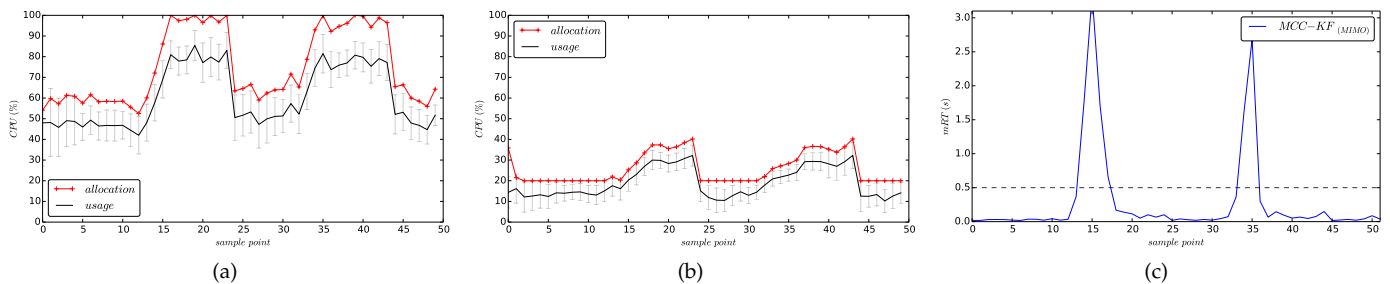 100
90
80
70
60
50
40
30
20
10
0
CPU (%)
allocation
usage
0 5 10 15 20 25 30 35 40 45 50
sample point
(a)
100
90
80
70
60
50
40
30
20
10
0
CPU (%)
allocation
usage
0 5 10 15 20 25 30 35 40 45 50
sample point
(b)
3.0
2.5
2.0
1.5
1.0
0.5
0.0
mRT (s)
MCC−KF (MIMO)
0 5 10 15 20 25 30 35 40 45 50
sample point
(c)